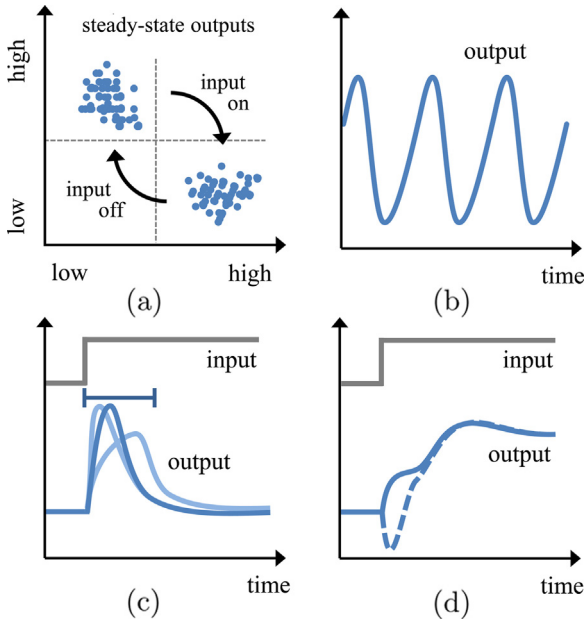 steady-state outputs
high
low
input
on
input
off
low
high
(a)
output
time
(b)
input
output
time
(c)
input
output
time
(d)